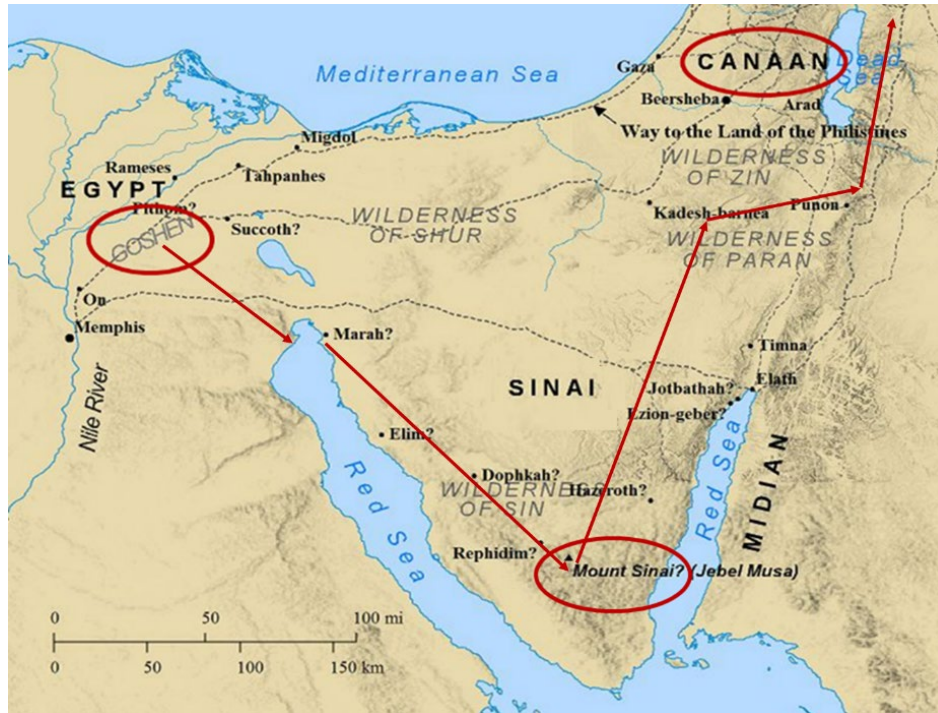 Mediterranean Sea
Gaza
CANAAN
Dead
Sea
Beersheba
Arad
Way to the Land of the Philistines
Migdol
Rameses
Tahpanhes
EGYPT
Pithom?
GOSHEN
Succoth?
WILDERNESS
OF SHUR
WILDERNESS
OF ZIN
Kadesh-barnea
Punon
WILDERNESS
OF PARAN
On
Memphis
Nile River
Marah?
Timna
SINAI
Jotbathah?
Elath
Ezion-geber?
Elim?
Red Sea
Red Sea
MIDIAN
Dophkah?
WILDERNESS
OF SIN
Hazeroth?
Rephidim?
Mount Sinai? (Jebel Musa)
0 50 100 mi
0 50 100 150 km